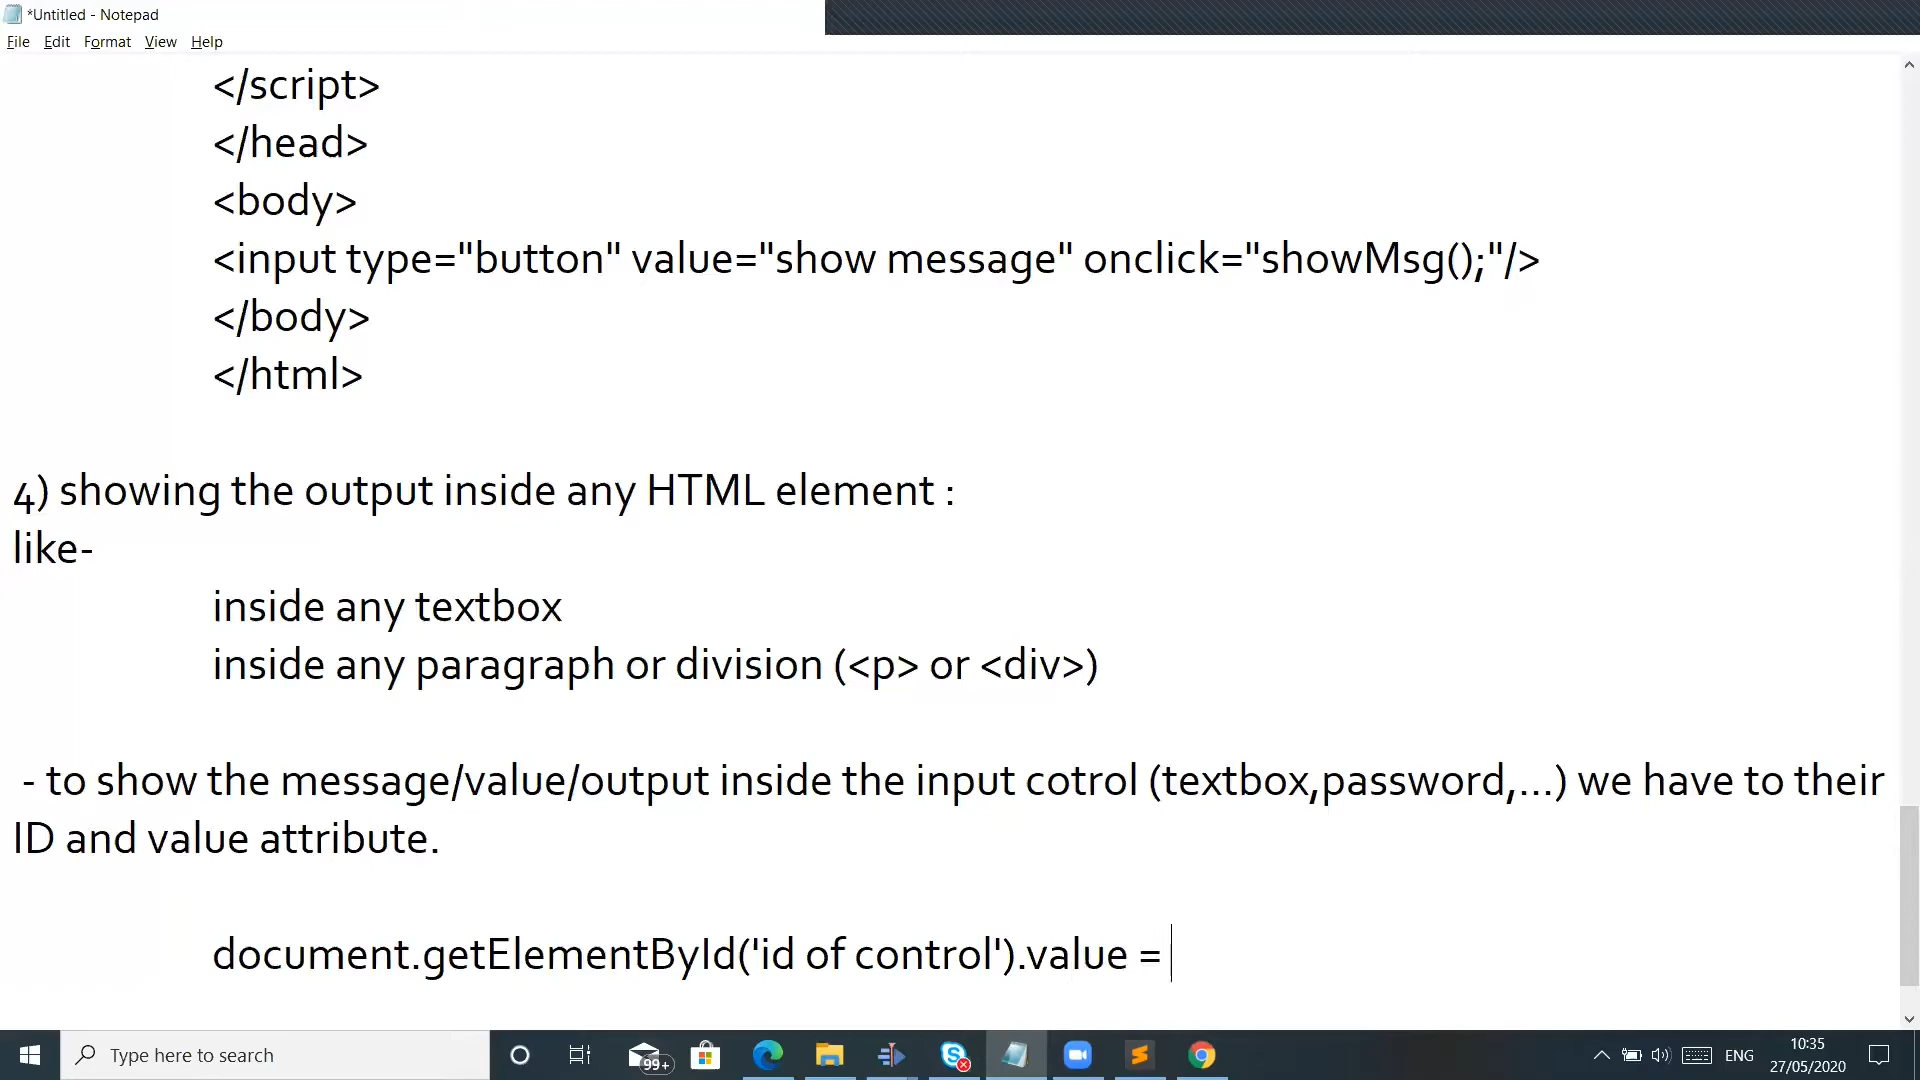 *Untitled - Notepad
File Edit Format View Help
</script>
</head>
<body>
<input type="button" value="show message" onclick="showMsg();"/>
</body>
</html>
4) showing the output inside any HTML element :
like-
inside any textbox
inside any paragraph or division (<p> or <div>)
- to show the message/value/output inside the input cotrol (textbox,password,...) we have to their
ID and value attribute.
document.getElementById('id of control').value =
Type here to search
99+
ENG
10:35
27/05/2020